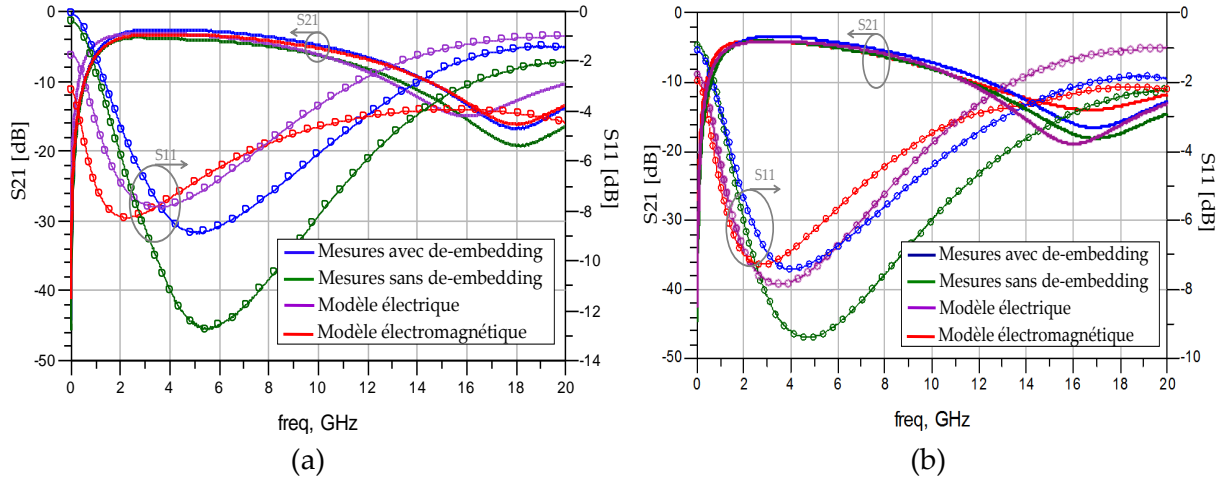 0
-10
-20
-30
-40
-50
S21 [dB]
0
-2
-4
-6
-8
-10
-12
-14
S11 [dB]
0 2 4 6 8 10 12 14 16 18 20
freq, GHz
S21
S11
Mesures avec de-embedding
Mesures sans de-embedding
Modèle électrique
Modèle électromagnétique
(a)
0
-10
-20
-30
-40
-50
S21 [dB]
0
-2
-4
-6
-8
-10
S11 [dB]
0 2 4 6 8 10 12 14 16 18 20
freq, GHz
S21
S11
Mesures avec de-embedding
Mesures sans de-embedding
Modèle électrique
Modèle électromagnétique
(b)